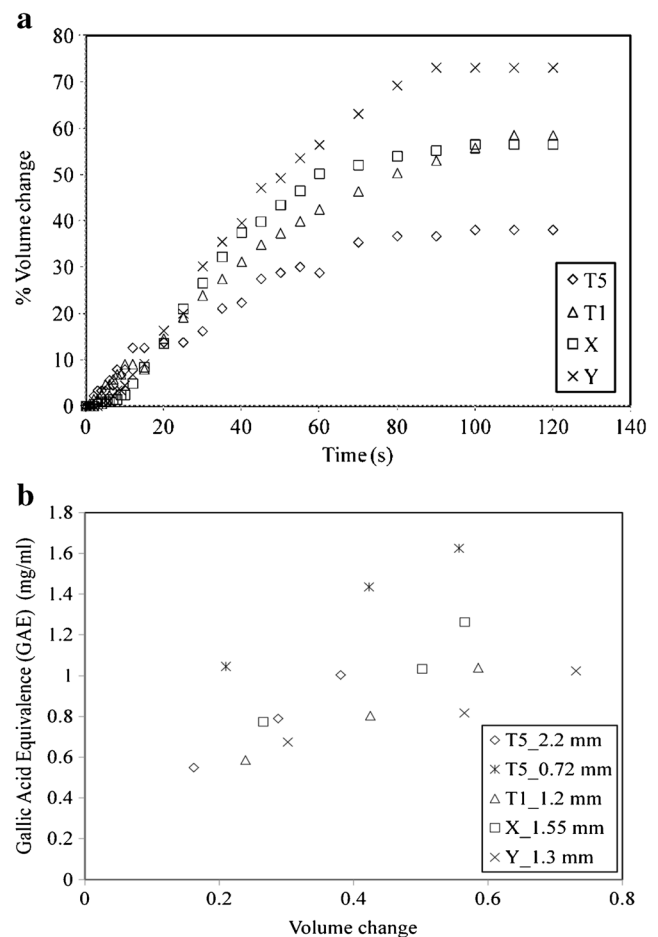 a
80
70
60
50
40
30
20
10
0
% Volume change
T5
T1
X
Y
0 20 40 60 80 100 120 140
Time (s)
b
1.8
1.6
1.4
1.2
1
0.8
0.6
0.4
0.2
0
Gallic Acid Equivalence (GAE) (mg/ml)
T5_2.2 mm
T5_0.72 mm
T1_1.2 mm
X_1.55 mm
Y_1.3 mm
0 0.2 0.4 0.6 0.8
Volume change